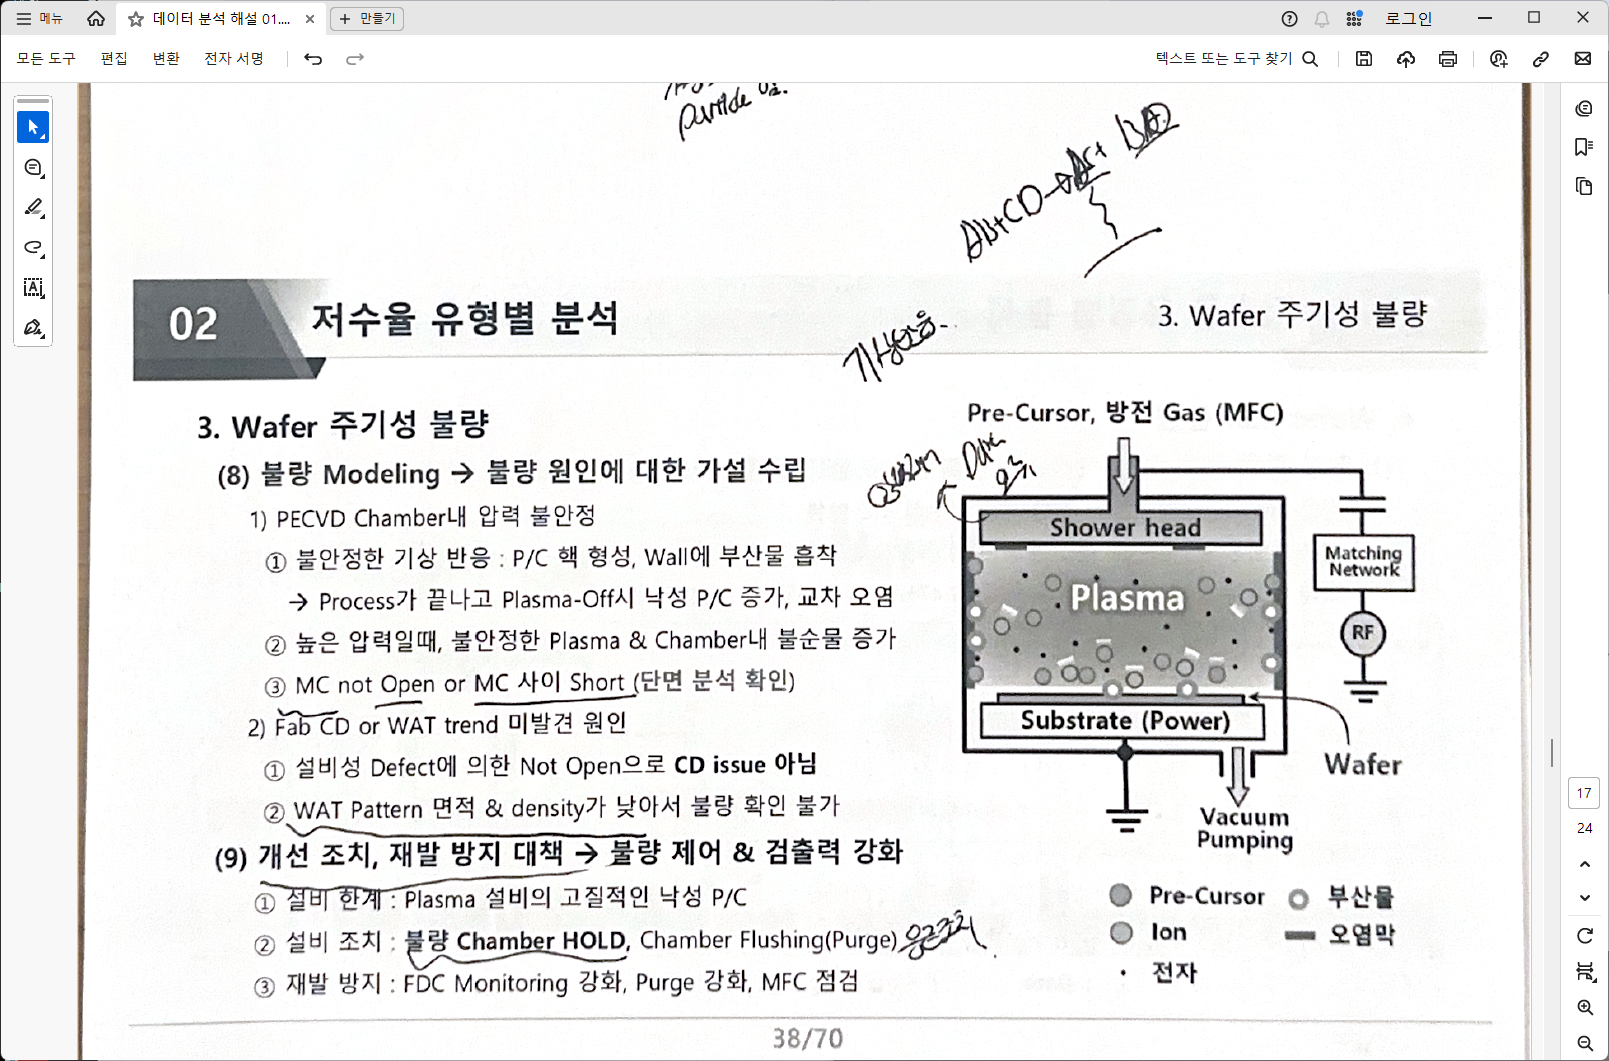 메뉴
데이터 분석 해설 01....
만들기
로그인
모든 도구
편집
변환
전자 서명
텍스트 또는 도구 찾기
Particle
AB+CD→AC+BD
02
저수율 유형별 분석
3. Wafer 주기성 불량
기상반응...
3. Wafer 주기성 불량
(8) 불량 Modeling → 불량 원인에 대한 가설 수립
1) PECVD Chamber내 압력 불안정
① 불안정한 기상 반응 : P/C 핵 형성, Wall에 부산물 흡착
→ Process가 끝나고 Plasma-Off시 낙성 P/C 증가, 교차 오염
② 높은 압력일때, 불안정한 Plasma & Chamber내 불순물 증가
③ MC not Open or MC 사이 Short (단면 분석 확인)
2) Fab CD or WAT trend 미발견 원인
① 설비성 Defect에 의한 Not Open으로 CD issue 아님
② WAT Pattern 면적 & density가 낮아서 불량 확인 불가
(9) 개선 조치, 재발 방지 대책 → 불량 제어 & 검출력 강화
① 설비 한계 : Plasma 설비의 고질적인 낙성 P/C
② 설비 조치 : 불량 Chamber HOLD, Chamber Flushing(Purge)
③ 재발 방지 : FDC Monitoring 강화, Purge 강화, MFC 점검
Pre-Cursor, 방전 Gas (MFC)
Shower head
Plasma
Matching
Network
RF
Substrate (Power)
Wafer
Vacuum
Pumping
Pre-Cursor
부산물
Ion
오염막
전자
38/70
17
24